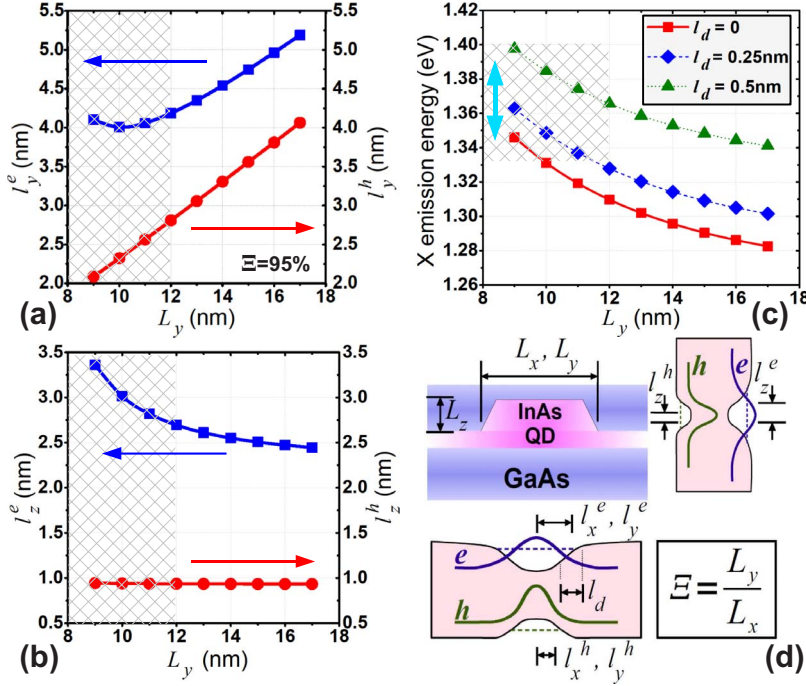 5.5
5.0
4.5
4.0
3.5
3.0
2.5
2.0
l_y^e (nm)
5.5
5.0
4.5
4.0
3.5
3.0
2.5
2.0
l_y^h (nm)
Ξ=95%
8 10 12 14 16 18
L_y (nm)
(a)
1.42
1.40
1.38
1.36
1.34
1.32
1.30
1.28
1.26
X emission energy (eV)
l_d = 0
l_d = 0.25nm
l_d = 0.5nm
8 10 12 14 16 18
L_y (nm)
(c)
3.5
3.0
2.5
2.0
1.5
1.0
0.5
l_z^e (nm)
3.5
3.0
2.5
2.0
1.5
1.0
0.5
l_z^h (nm)
8 10 12 14 16 18
L_y (nm)
(b)
L_x, L_y
L_z
InAs
QD
GaAs
l_z^h
h
e
l_z^e
l_x^e, l_y^e
e
l_d
h
l_x^h, l_y^h
Ξ = L_y / L_x
(d)